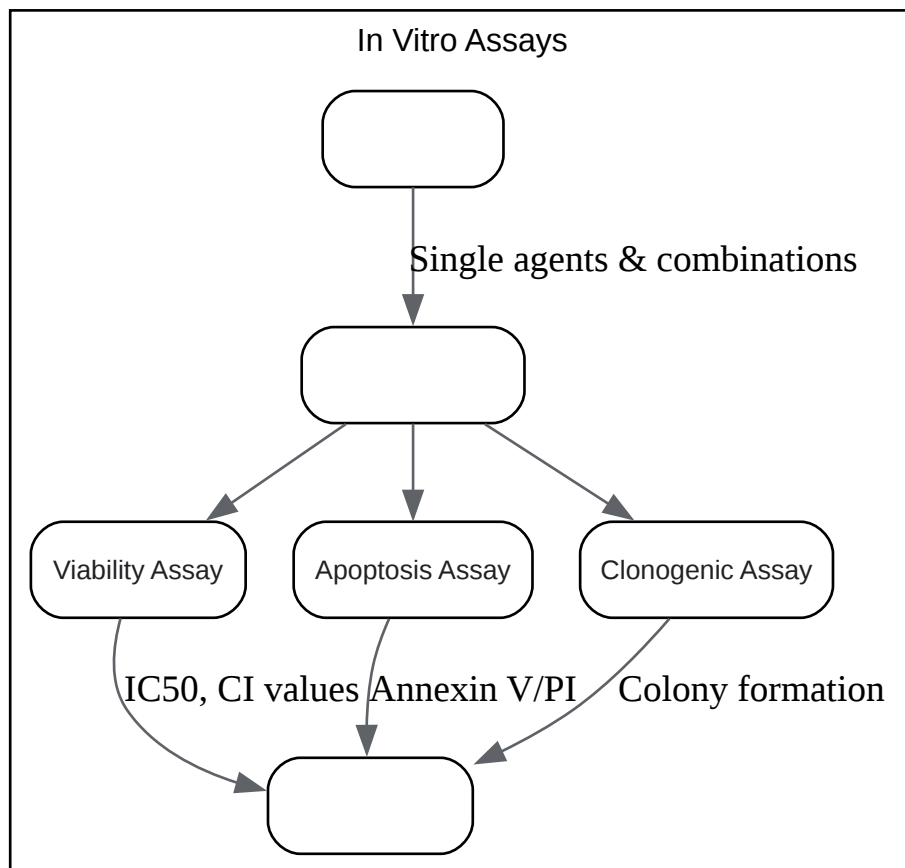 In Vitro Assays
Single agents & combinations
Viability Assay
Apoptosis Assay
Clonogenic Assay
IC50, CI values
Annexin V/PI
Colony formation